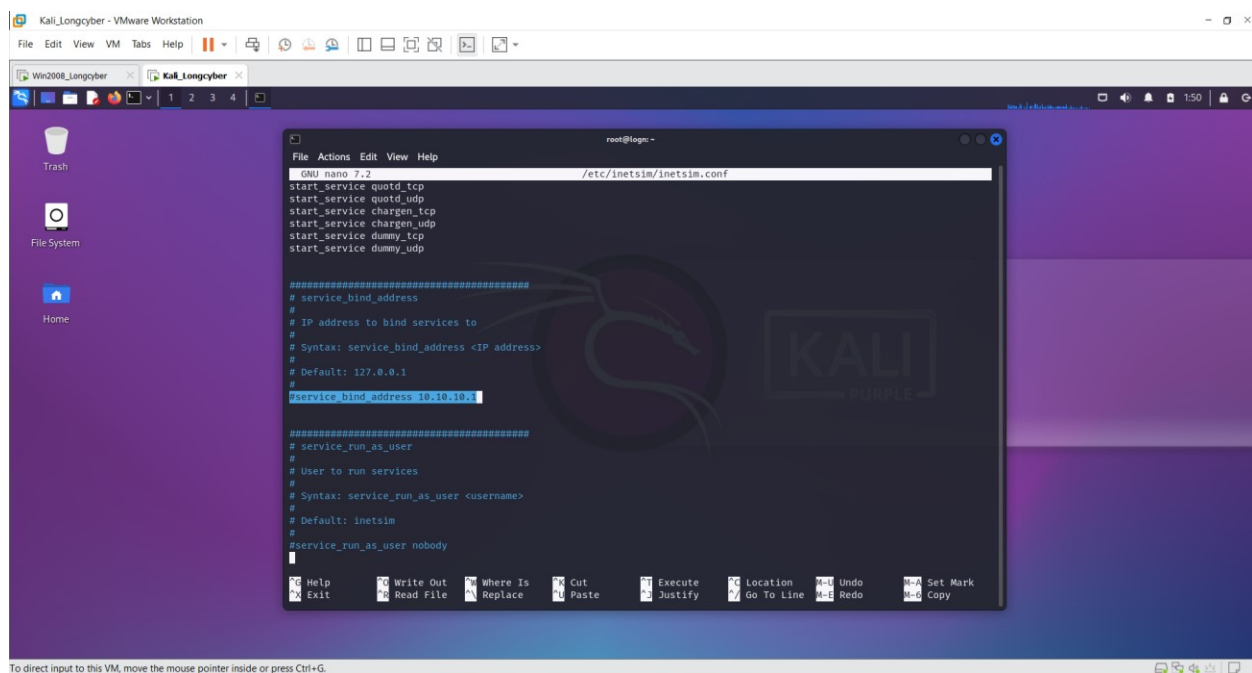 Kali_Longcyber - VMware Workstation
File Edit View VM Tabs Help
Win2008_Longcyber Kali_Longcyber
1 2 3 4 1:50
Trash
File System
Home
root@logn: ~
File Actions Edit View Help
GNU nano 7.2 /etc/inetsim/inetsim.conf
start_service quotd_tcp
start_service quotd_udp
start_service chargen_tcp
start_service chargen_udp
start_service dummy_tcp
start_service dummy_udp
#########################################
# service_bind_address
#
# IP address to bind services to
#
# Syntax: service_bind_address <IP address>
#
# Default: 127.0.0.1
#
#service_bind_address 10.10.10.1
#########################################
# service_run_as_user
#
# User to run services
#
# Syntax: service_run_as_user <username>
#
# Default: inetsim
#
#service_run_as_user nobody
KALI
PURPLE
^G Help ^O Write Out ^W Where Is ^K Cut ^T Execute ^C Location M-U Undo M-A Set Mark
^X Exit ^R Read File ^\ Replace ^U Paste ^J Justify ^/ Go To Line M-E Redo M-6 Copy
To direct input to this VM, move the mouse pointer inside or press Ctrl+G.